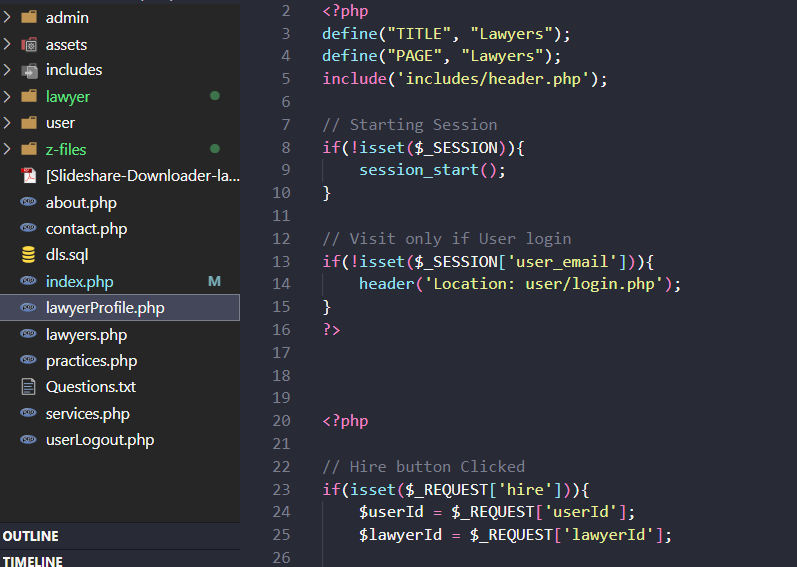 admin
assets
includes
lawyer
user
z-files
[Slideshare-Downloader-la...
about.php
contact.php
dls.sql
index.php M
lawyerProfile.php
lawyers.php
practices.php
Questions.txt
services.php
userLogout.php
OUTLINE
TIMELINE
2 <?php
3 define("TITLE", "Lawyers");
4 define("PAGE", "Lawyers");
5 include('includes/header.php');
6
7 // Starting Session
8 if(!isset($_SESSION)){
9 session_start();
10 }
11
12 // Visit only if User login
13 if(!isset($_SESSION['user_email'])){
14 header('Location: user/login.php');
15 }
16 ?>
17
18
19
20 <?php
21
22 // Hire button Clicked
23 if(isset($_REQUEST['hire'])){
24 $userId = $_REQUEST['userId'];
25 $lawyerId = $_REQUEST['lawyerId'];
26